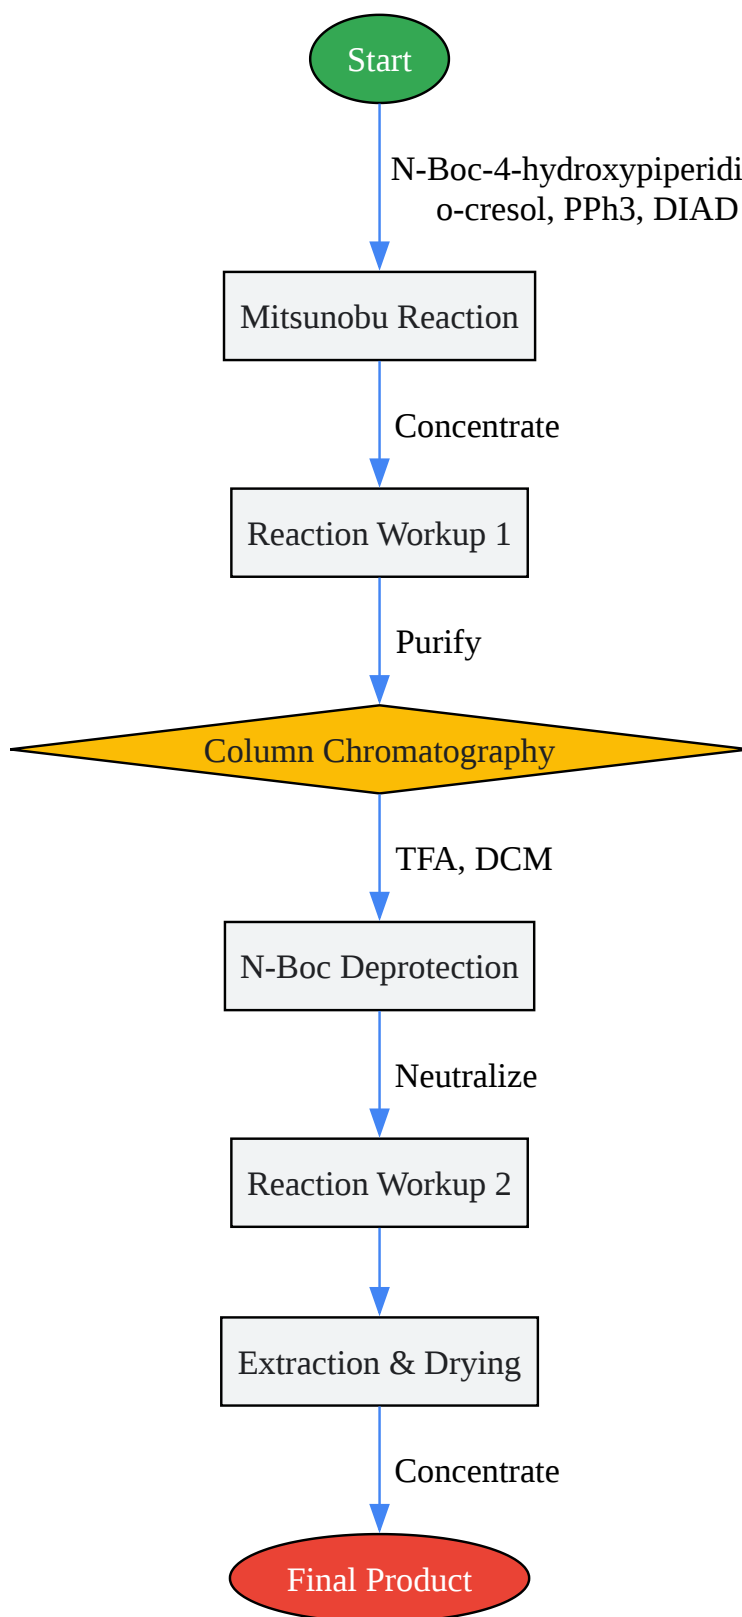 Start
N-Boc-4-hydroxypiperidi
o-cresol, PPh3, DIAD
Mitsunobu Reaction
Concentrate
Reaction Workup 1
Purify
Column Chromatography
TFA, DCM
N-Boc Deprotection
Neutralize
Reaction Workup 2
Extraction & Drying
Concentrate
Final Product